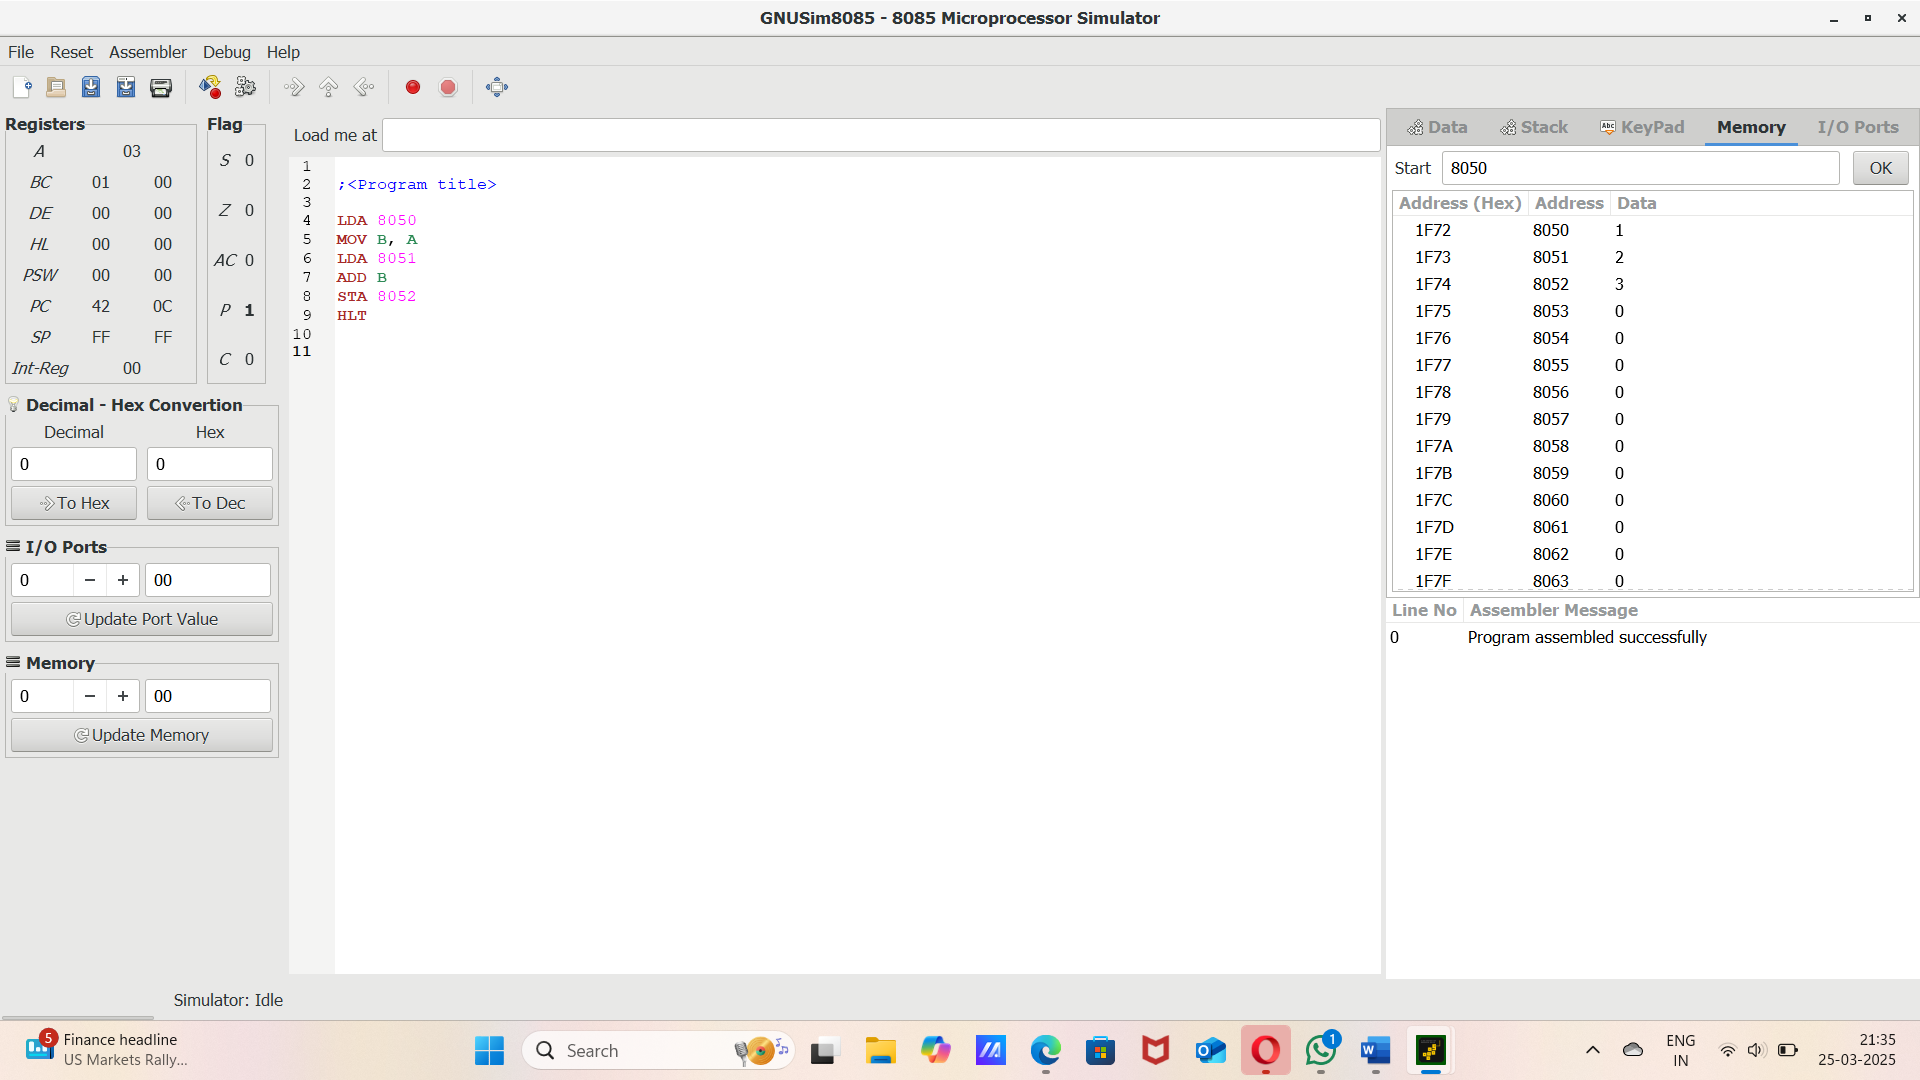 GNUSim8085 - 8085 Microprocessor Simulator
File Reset Assembler Debug Help
Registers
A 03
BC 01 00
DE 00 00
HL 00 00
PSW 00 00
PC 42 0C
SP FF FF
Int-Reg 00
Flag
S 0
Z 0
AC 0
P 1
C 0
Decimal - Hex Convertion
Decimal Hex
0 0
To Hex To Dec
I/O Ports
0 − + 00
Update Port Value
Memory
0 − + 00
Update Memory
Load me at
1
2 ;<Program title>
3
4 LDA 8050
5 MOV B, A
6 LDA 8051
7 ADD B
8 STA 8052
9 HLT
10
11
Data Stack Abc KeyPad Memory I/O Ports
Start 8050 OK
Address (Hex) Address Data
1F72 8050 1
1F73 8051 2
1F74 8052 3
1F75 8053 0
1F76 8054 0
1F77 8055 0
1F78 8056 0
1F79 8057 0
1F7A 8058 0
1F7B 8059 0
1F7C 8060 0
1F7D 8061 0
1F7E 8062 0
1F7F 8063 0
Line No Assembler Message
0 Program assembled successfully
Simulator: Idle
5
Finance headline
US Markets Rally...
Search
1
W
ENG
IN
21:35
25-03-2025